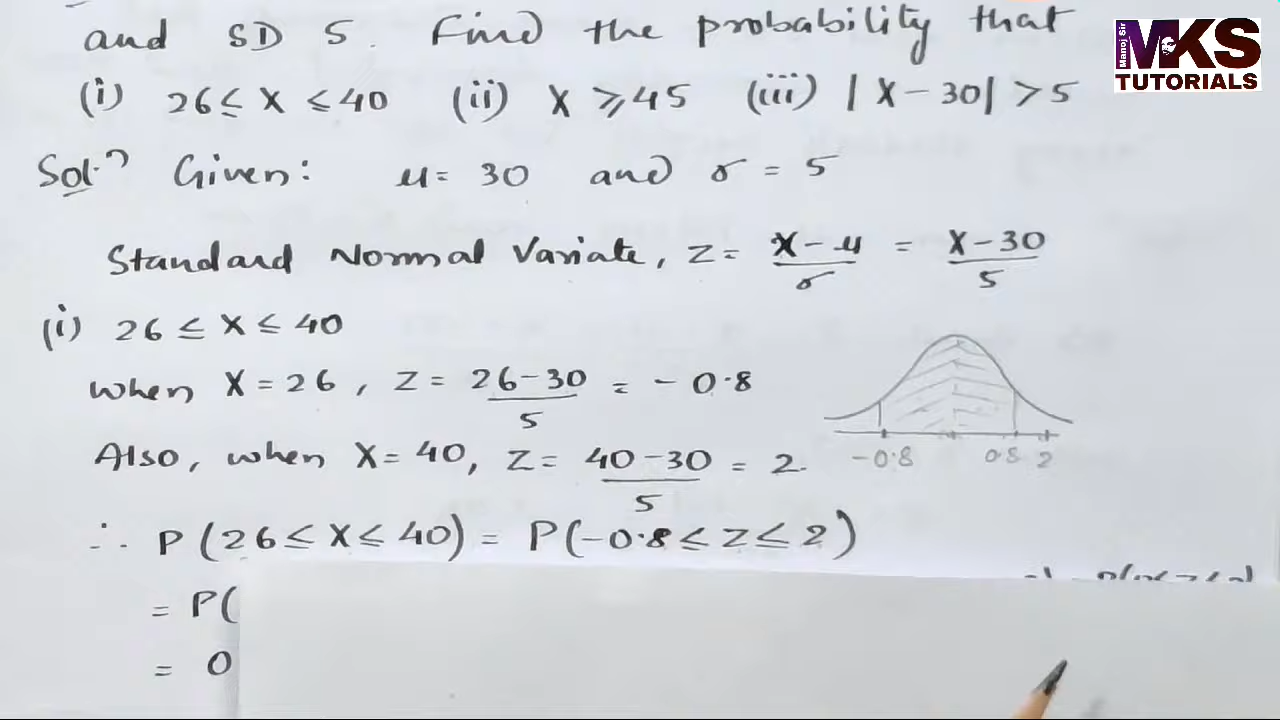 and SD 5. Find the probability that
(i) 26 ≤ X ≤ 40 (ii) X ≥ 45 (iii) |X - 30| > 5
Solⁿ Given: μ = 30 and σ = 5
Standard Normal Variate, Z = (X - μ)/σ = (X - 30)/5
(i) 26 ≤ X ≤ 40
when X = 26, Z = (26 - 30)/5 = -0.8
Also, when X = 40, Z = (40 - 30)/5 = 2.
-0.8 0.8 2
∴ P(26 ≤ X ≤ 40) = P(-0.8 ≤ Z ≤ 2)
= P(
= 0
Manoj Sir
MKS
TUTORIALS